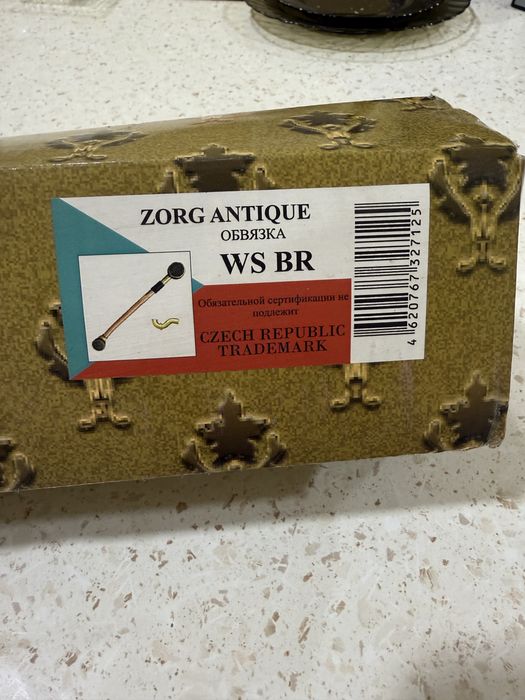 ZORG ANTIQUE
ОБВЯЗКА
WS BR
Обязательной сертификации не
подлежит
CZECH REPUBLIC
TRADEMARK
4 620767 327125